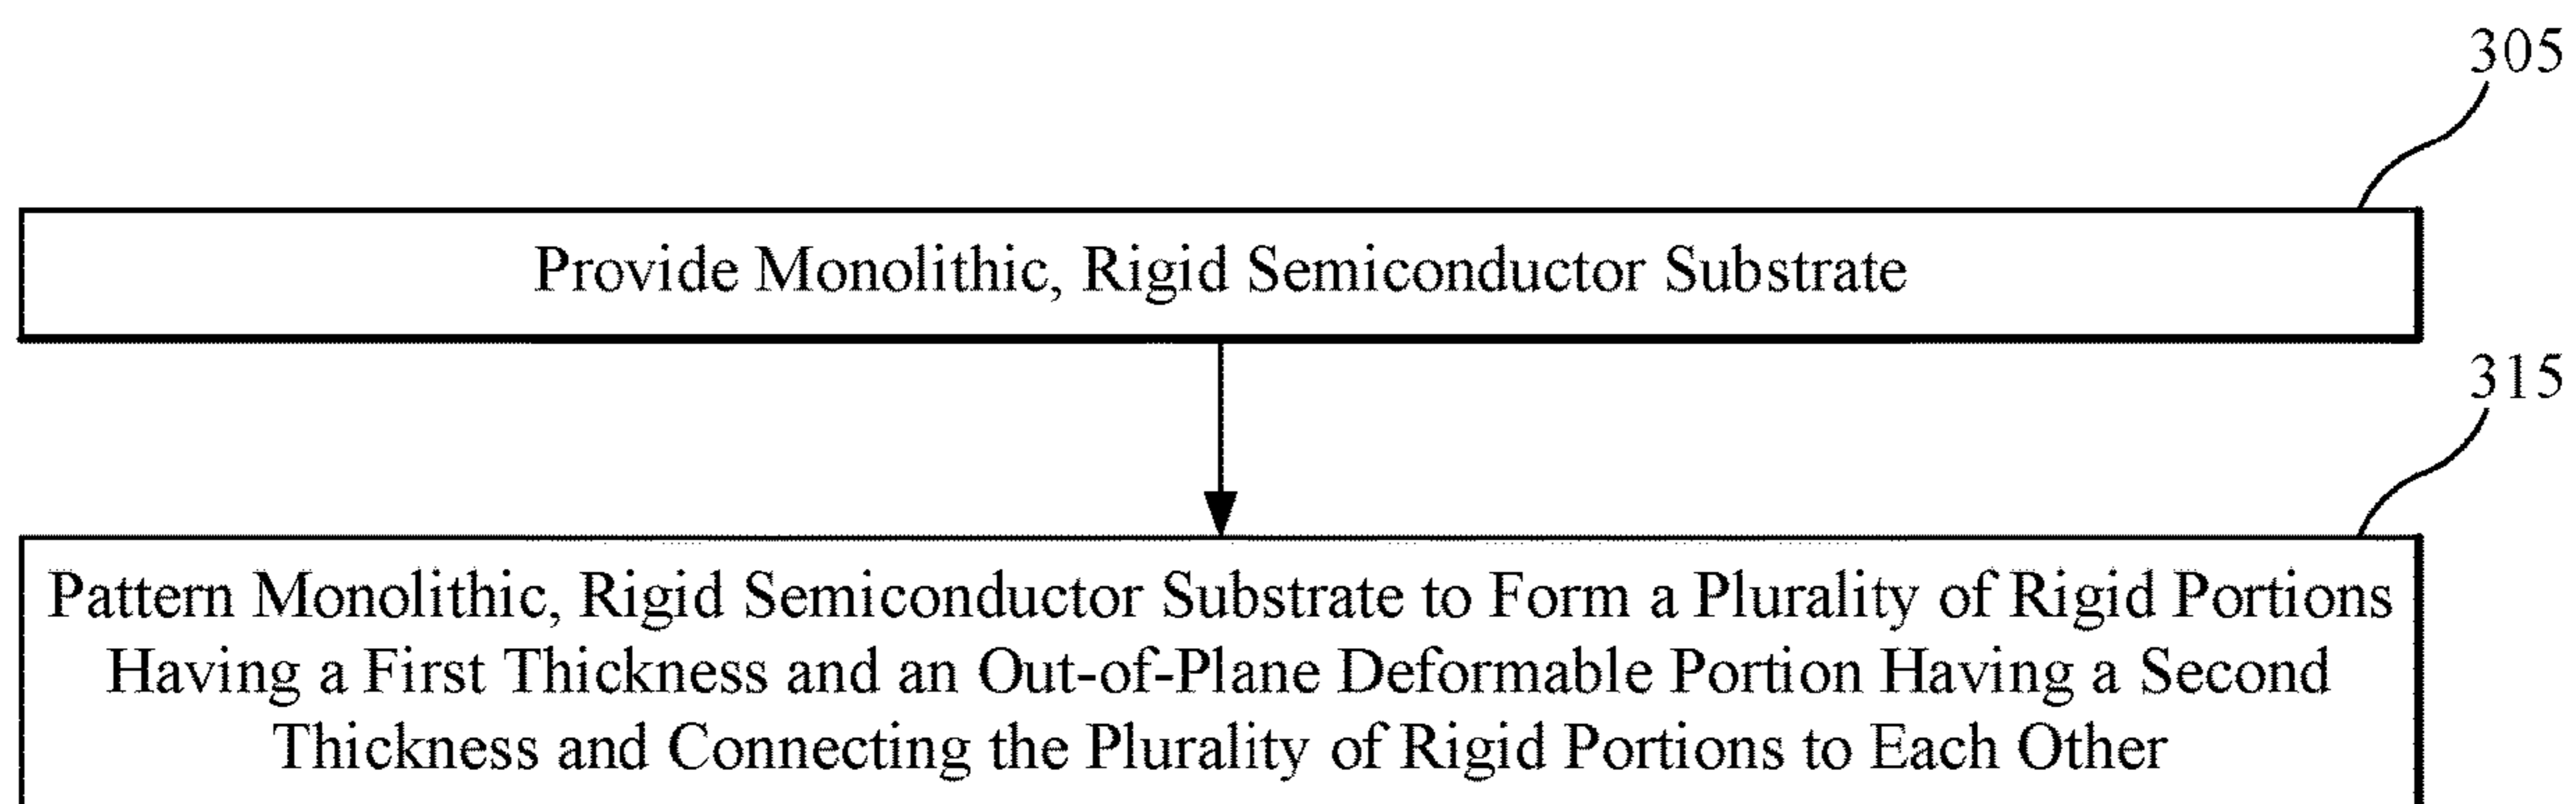 305
Provide Monolithic, Rigid Semiconductor Substrate
315
Pattern Monolithic, Rigid Semiconductor Substrate to Form a Plurality of Rigid Portions
Having a First Thickness and an Out-of-Plane Deformable Portion Having a Second
Thickness and Connecting the Plurality of Rigid Portions to Each Other